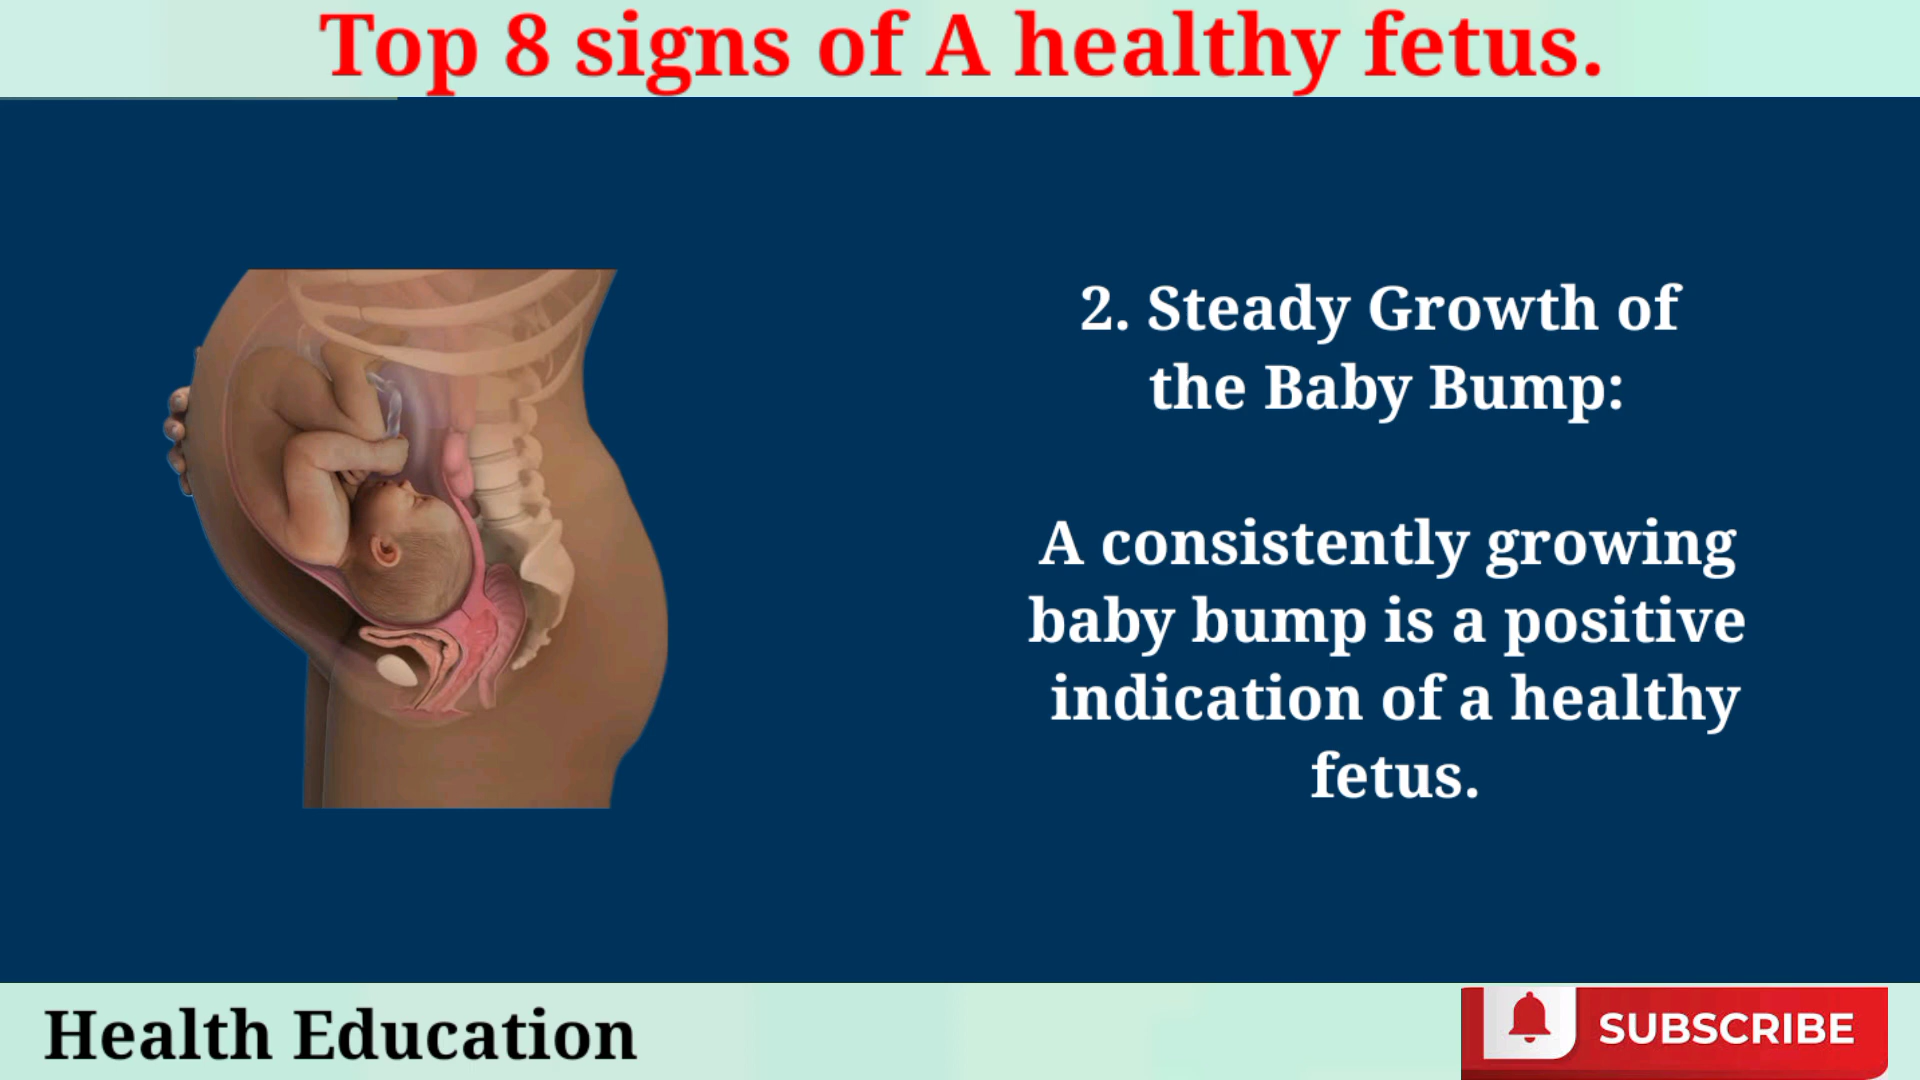 Top 8 signs of A healthy fetus.
2. Steady Growth of
the Baby Bump:
A consistently growing
baby bump is a positive
indication of a healthy
fetus.
Health Education
SUBSCRIBE